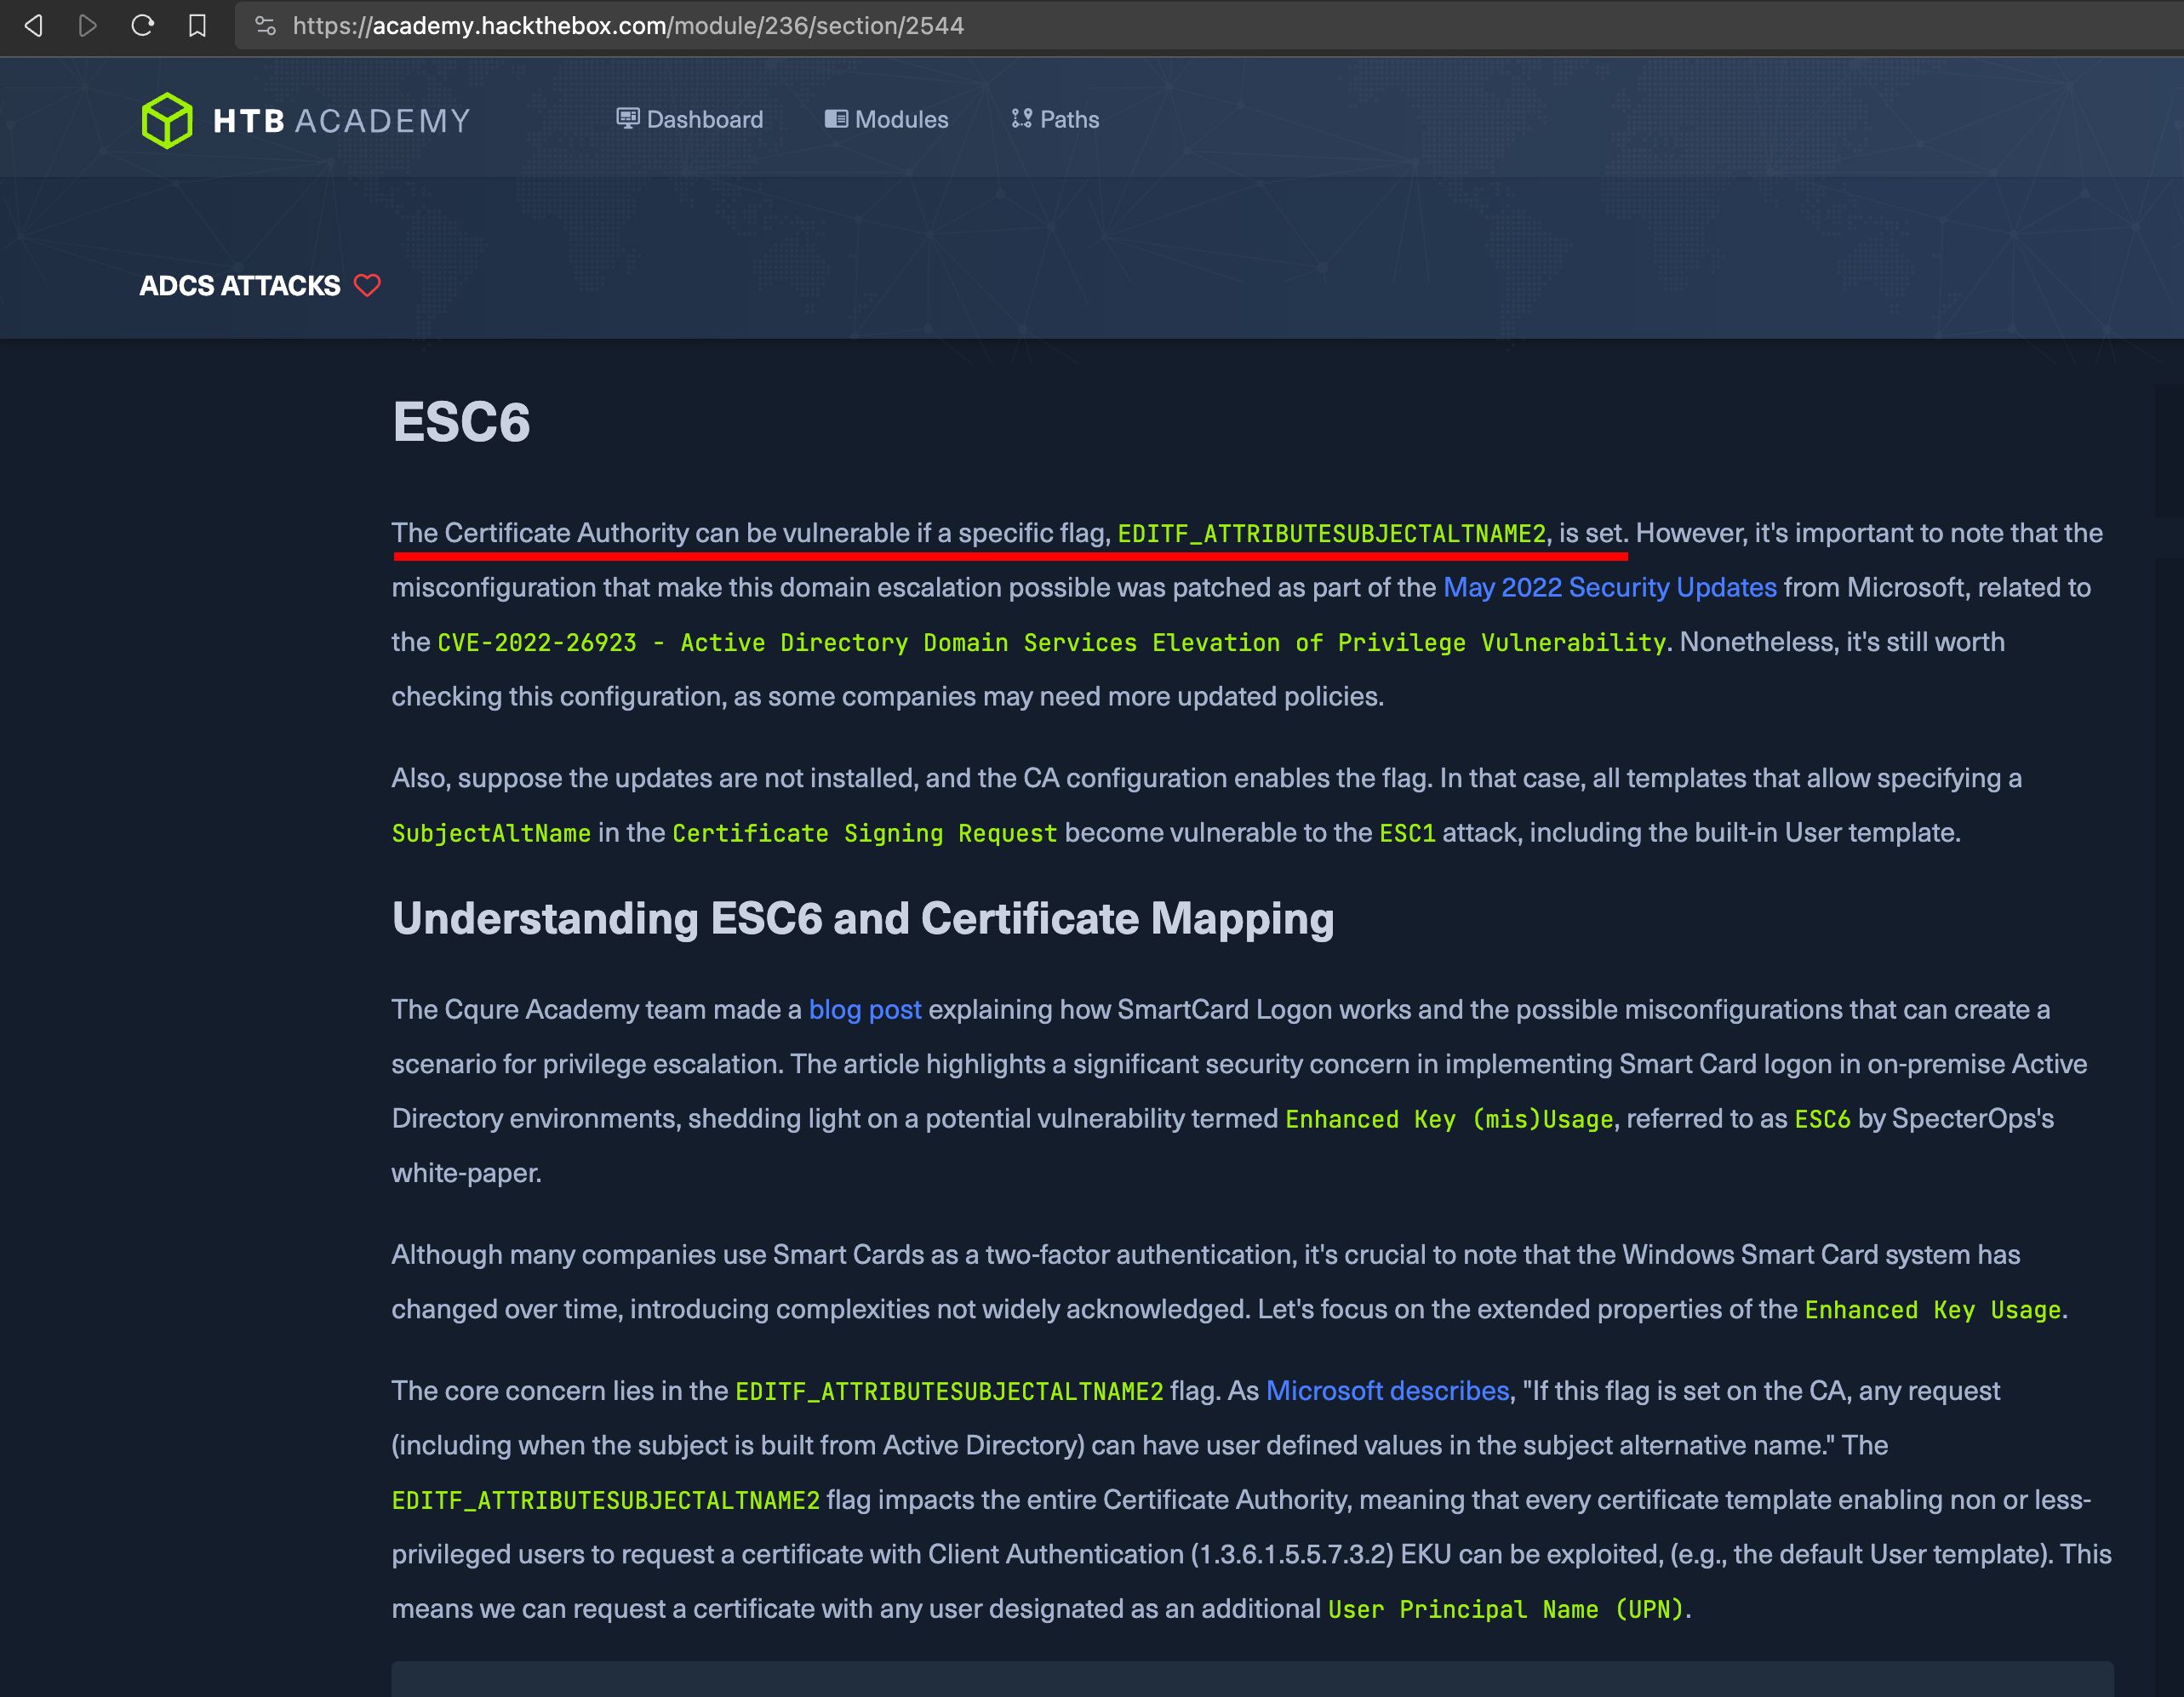 https://academy.hackthebox.com/module/236/section/2544
HTB ACADEMY
Dashboard
Modules
Paths
ADCS ATTACKS
ESC6
The Certificate Authority can be vulnerable if a specific flag, EDITF_ATTRIBUTESUBJECTALTNAME2, is set. However, it's important to note that the
misconfiguration that make this domain escalation possible was patched as part of the May 2022 Security Updates from Microsoft, related to
the CVE-2022-26923 - Active Directory Domain Services Elevation of Privilege Vulnerability. Nonetheless, it's still worth
checking this configuration, as some companies may need more updated policies.
Also, suppose the updates are not installed, and the CA configuration enables the flag. In that case, all templates that allow specifying a
SubjectAltName in the Certificate Signing Request become vulnerable to the ESC1 attack, including the built-in User template.
Understanding ESC6 and Certificate Mapping
The Cqure Academy team made a blog post explaining how SmartCard Logon works and the possible misconfigurations that can create a
scenario for privilege escalation. The article highlights a significant security concern in implementing Smart Card logon in on-premise Active
Directory environments, shedding light on a potential vulnerability termed Enhanced Key (mis)Usage, referred to as ESC6 by SpecterOps's
white-paper.
Although many companies use Smart Cards as a two-factor authentication, it's crucial to note that the Windows Smart Card system has
changed over time, introducing complexities not widely acknowledged. Let's focus on the extended properties of the Enhanced Key Usage.
The core concern lies in the EDITF_ATTRIBUTESUBJECTALTNAME2 flag. As Microsoft describes, "If this flag is set on the CA, any request
(including when the subject is built from Active Directory) can have user defined values in the subject alternative name." The
EDITF_ATTRIBUTESUBJECTALTNAME2 flag impacts the entire Certificate Authority, meaning that every certificate template enabling non or less-
privileged users to request a certificate with Client Authentication (1.3.6.1.5.5.7.3.2) EKU can be exploited, (e.g., the default User template). This
means we can request a certificate with any user designated as an additional User Principal Name (UPN).